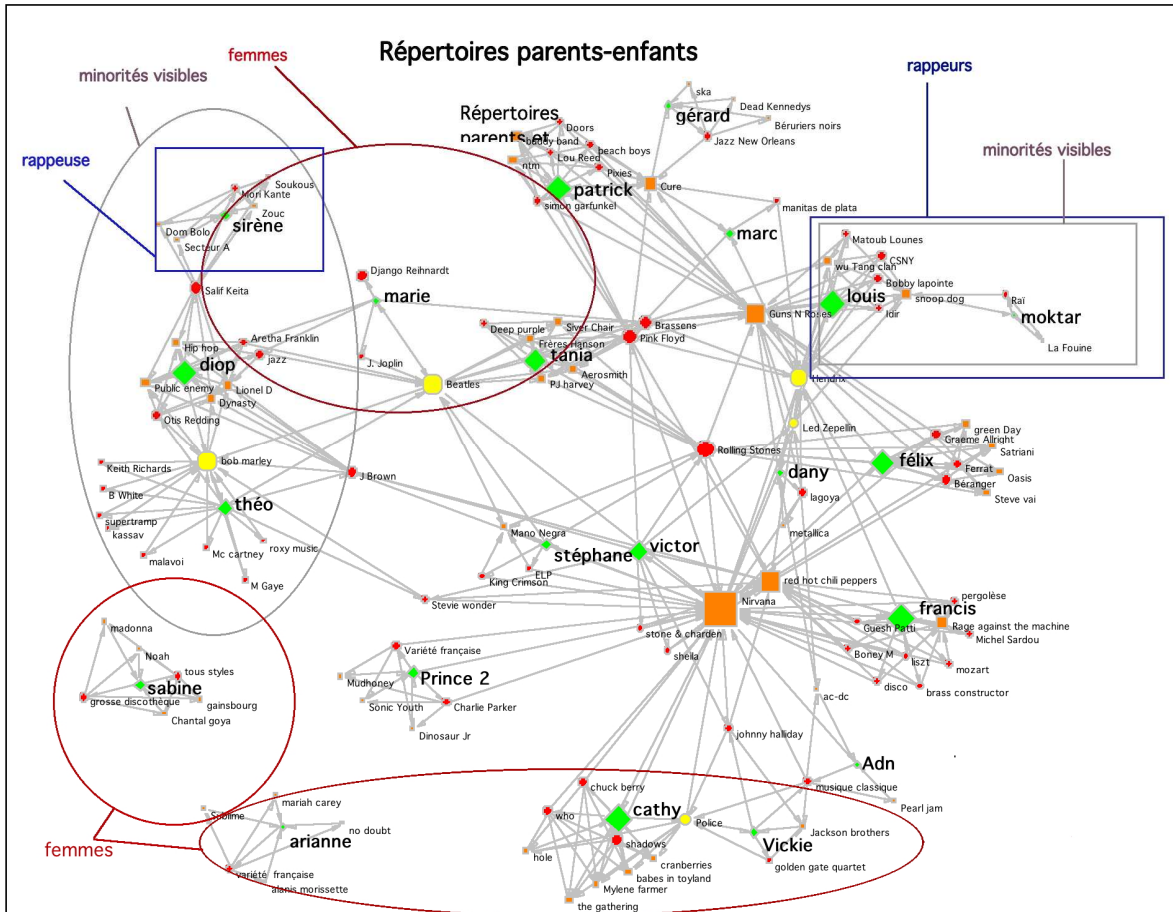 Répertoires parents-enfants
femmes
minorités visibles
rappeuse
rappeurs
minorités visibles
Répertoires
parents et
ska
Dead Kennedys
gérard
Béruriers noirs
Jazz New Orleans
Doors
bobby band
beach boys
Lou Reed
ntm
Pixies
patrick
simon garfunkel
Cure
manitas de plata
marc
Soukous
Mori Kante
Zouc
sirène
Dom Bolo
Secteur A
Salif Keita
Django Reihnardt
marie
J. Joplin
Matoub Lounes
CSNY
wu Tang clan
Bobby lapointe
louis
snoop dog
Idir
Raï
moktar
La Fouine
Guns N Roses
Aretha Franklin
Hip hop
jazz
diop
Public enemy
Lionel D
Dynasty
Otis Redding
Deep purple
Siver Chair
Brassens
Frères Hanson
Pink Floyd
tania
Aerosmith
PJ harvey
Beatles
Hendrix
Led Zepellin
Rolling Stones
dany
lagoya
metallica
félix
green Day
Graeme Allright
Satriani
Ferrat
Oasis
Béranger
Steve vai
bob marley
Keith Richards
J Brown
B White
théo
supertramp
kassav
roxy music
Mc cartney
malavoi
M Gaye
Mano Negra
stéphane
victor
ELP
King Crimson
Stevie wonder
red hot chili peppers
Nirvana
stone & charden
sheila
pergolèse
francis
Guesh Patti
Rage against the machine
Michel Sardou
Boney M
liszt
mozart
disco
brass constructor
madonna
Noah
tous styles
sabine
grosse discothèque
gainsbourg
Chantal goya
Variété française
Mudhoney
Prince 2
Sonic Youth
Charlie Parker
Dinosaur Jr
ac-dc
johnny halliday
Adn
musique classique
Pearl jam
chuck berry
mariah carey
Sublime
who
cathy
Police
no doubt
arianne
Jackson brothers
Vickie
shadows
hole
cranberries
golden gate quartet
babes in toyland
variété française
alanis morissette
Mylene farmer
the gathering
femmes